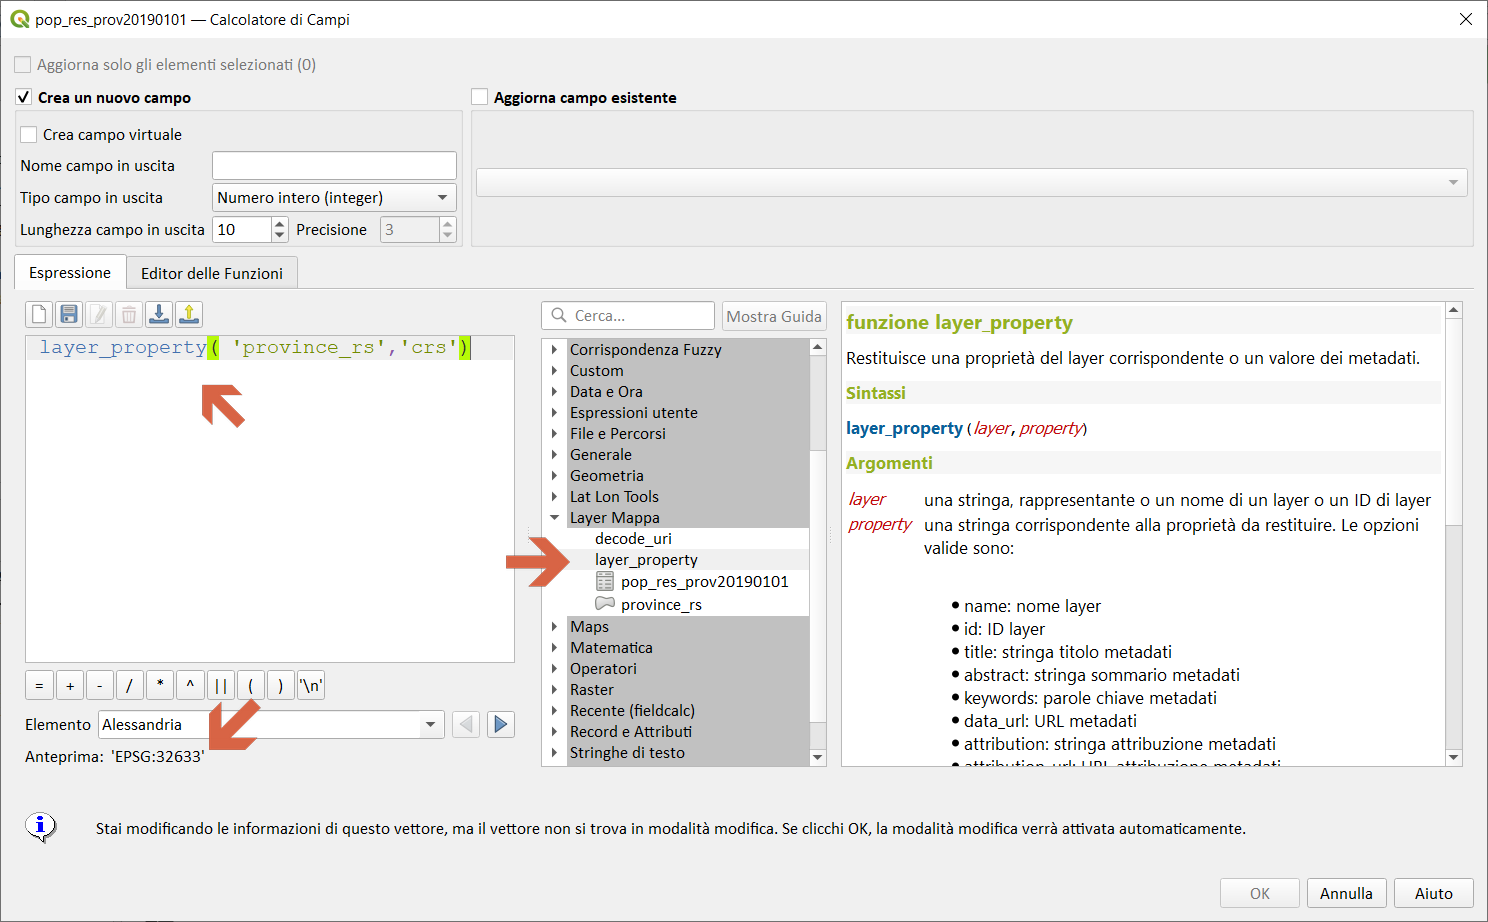 pop_res_prov20190101 — Calcolatore di Campi
Aggiorna solo gli elementi selezionati (0)
Crea un nuovo campo
Aggiorna campo esistente
Crea campo virtuale
Nome campo in uscita
Tipo campo in uscita
Numero intero (integer)
Lunghezza campo in uscita
10
Precisione
3
Espressione
Editor delle Funzioni
layer_property( 'province_rs','crs')
Cerca...
Mostra Guida
Corrispondenza Fuzzy
Custom
Data e Ora
Espressioni utente
File e Percorsi
Generale
Geometria
Lat Lon Tools
Layer Mappa
decode_uri
layer_property
pop_res_prov20190101
province_rs
Maps
Matematica
Operatori
Raster
Recente (fieldcalc)
Record e Attributi
Stringhe di testo
funzione layer_property
Restituisce una proprietà del layer corrispondente o un valore dei metadati.
Sintassi
layer_property(layer, property)
Argomenti
layer una stringa, rappresentante o un nome di un layer o un ID di layer
property una stringa corrispondente alla proprietà da restituire. Le opzioni
valide sono:
• name: nome layer
• id: ID layer
• title: stringa titolo metadati
• abstract: stringa sommario metadati
• keywords: parole chiave metadati
• data_url: URL metadati
• attribution: stringa attribuzione metadati
• attribution_url: URL attribuzione metadati
= + - / * ^ || ( ) '\n'
Elemento
Alessandria
Anteprima: 'EPSG:32633'
Stai modificando le informazioni di questo vettore, ma il vettore non si trova in modalità modifica. Se clicchi OK, la modalità modifica verrà attivata automaticamente.
OK
Annulla
Aiuto